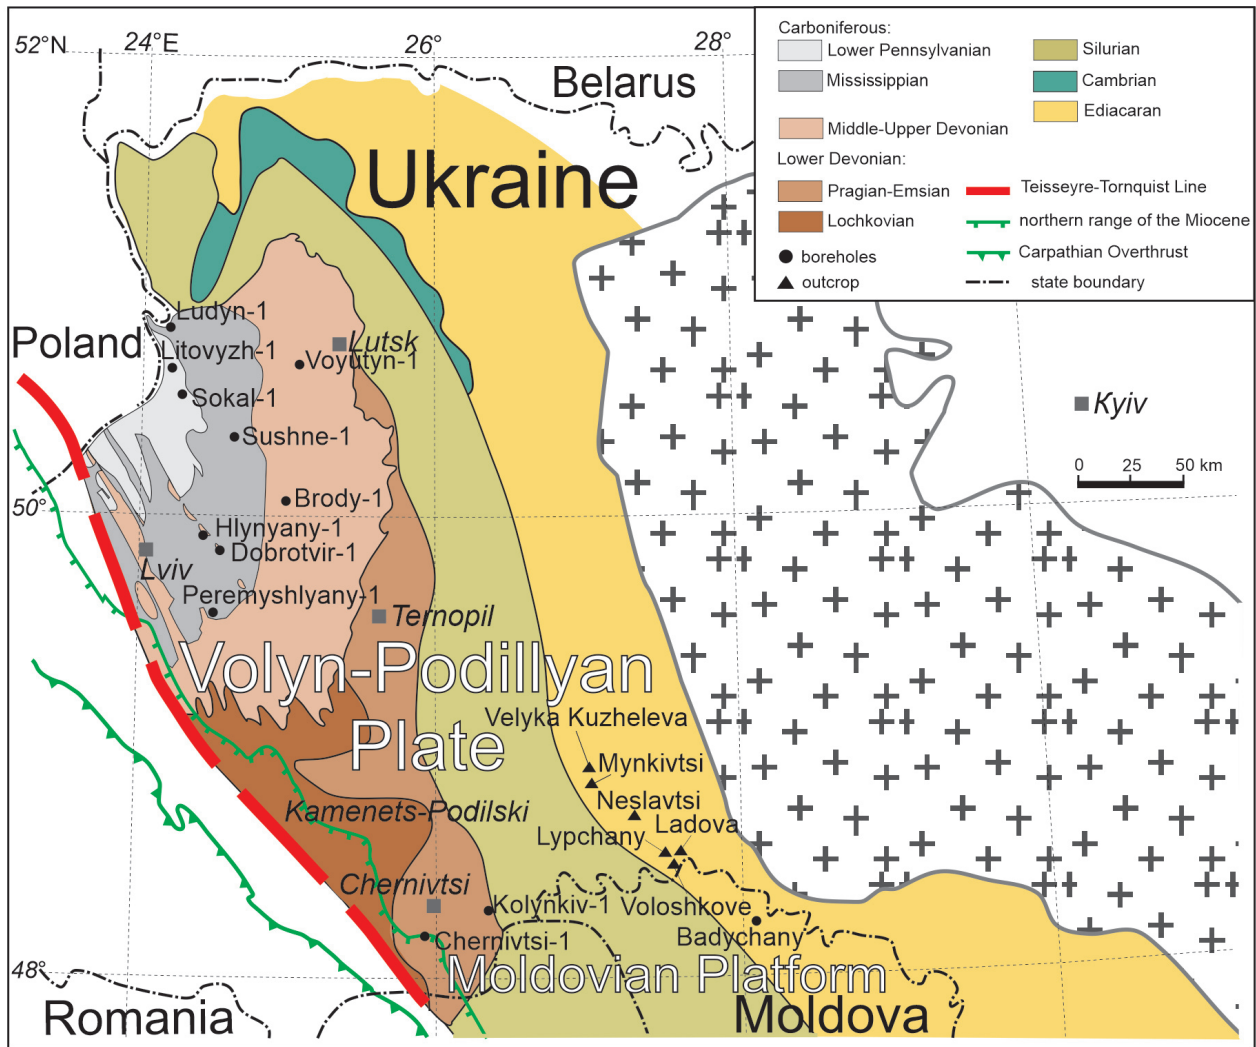 52°N
24°E
26°
28°
Belarus
Ukraine
Carboniferous:
Lower Pennsylvanian
Mississippian
Middle-Upper Devonian
Lower Devonian:
Pragian-Emsian
Lochkovian
boreholes
outcrop
Silurian
Cambrian
Ediacaran
Teisseyre-Tornquist Line
northern range of the Miocene
Carpathian Overthrust
state boundary
Poland
Ludyn-1
Litovyzh-1
Lutsk
Voyutyn-1
Sokal-1
Sushne-1
Kyiv
0 25 50 km
50°
Brody-1
Hlynyany-1
Dobrotvir-1
Lviv
Peremyshlyany-1
Ternopil
Volyn-Podillyan
Plate
Velyka Kuzheleva
Mynkivtsi
Neslavtsi
Kamenets-Podilski
Lypchany
Ladova
Chernivtsi
Kolynkiv-1
Voloshkove
Badychany
Chernivtsi-1
48°
Moldovian Platform
Romania
Moldova